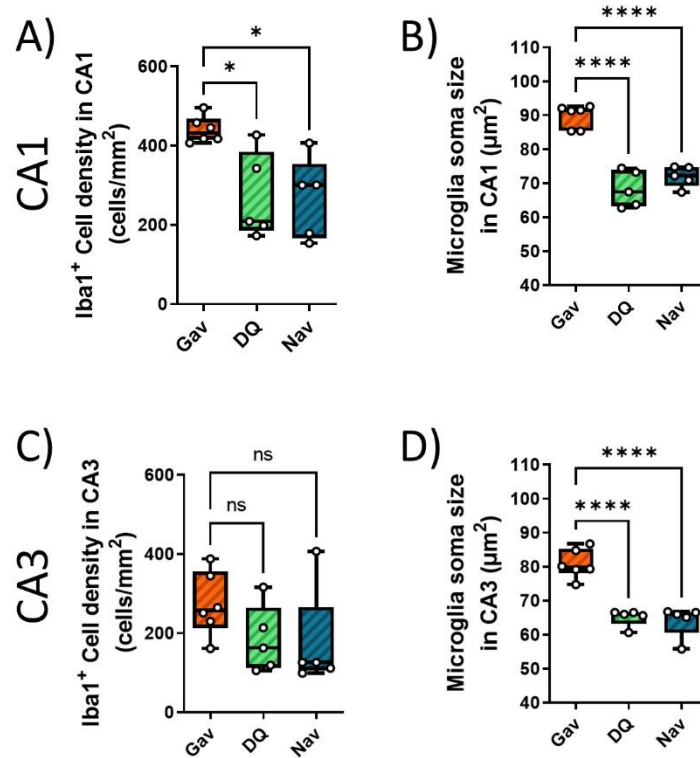 A)
CA1
Iba1⁺ Cell density in CA1
(cells/mm²)
600
400
200
0
*
*
Gav
DQ
Nav
B)
Microglia soma size
in CA1 (µm²)
110
100
90
80
70
60
50
40
****
****
Gav
DQ
Nav
C)
CA3
Iba1⁺ Cell density in CA3
(cells/mm²)
600
400
200
0
ns
ns
Gav
DQ
Nav
D)
Microglia soma size
in CA3 (µm²)
110
100
90
80
70
60
50
40
****
****
Gav
DQ
Nav